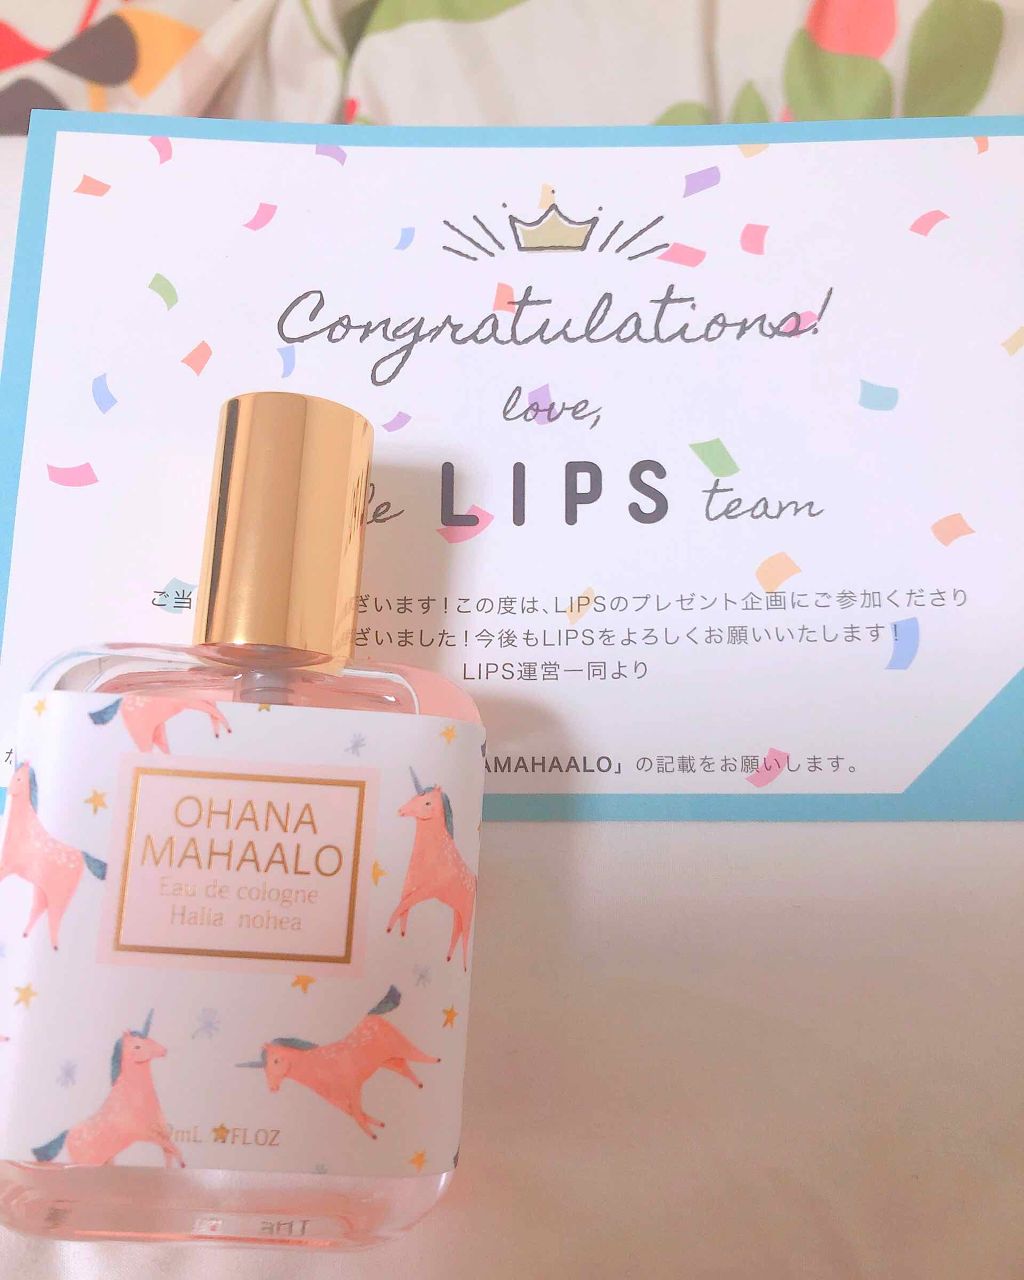 Congratulations!
love,
LIPS team
ご当 ざいます！この度は、LIPSのプレゼント企画にご参加くださり
ざいました！今後もLIPSをよろしくお願いいたします！
LIPS運営一同より
MAHAALO」の記載をお願いします。
OHANA
MAHAALO
Eau de cologne
Halia nohea
mL FLOZ